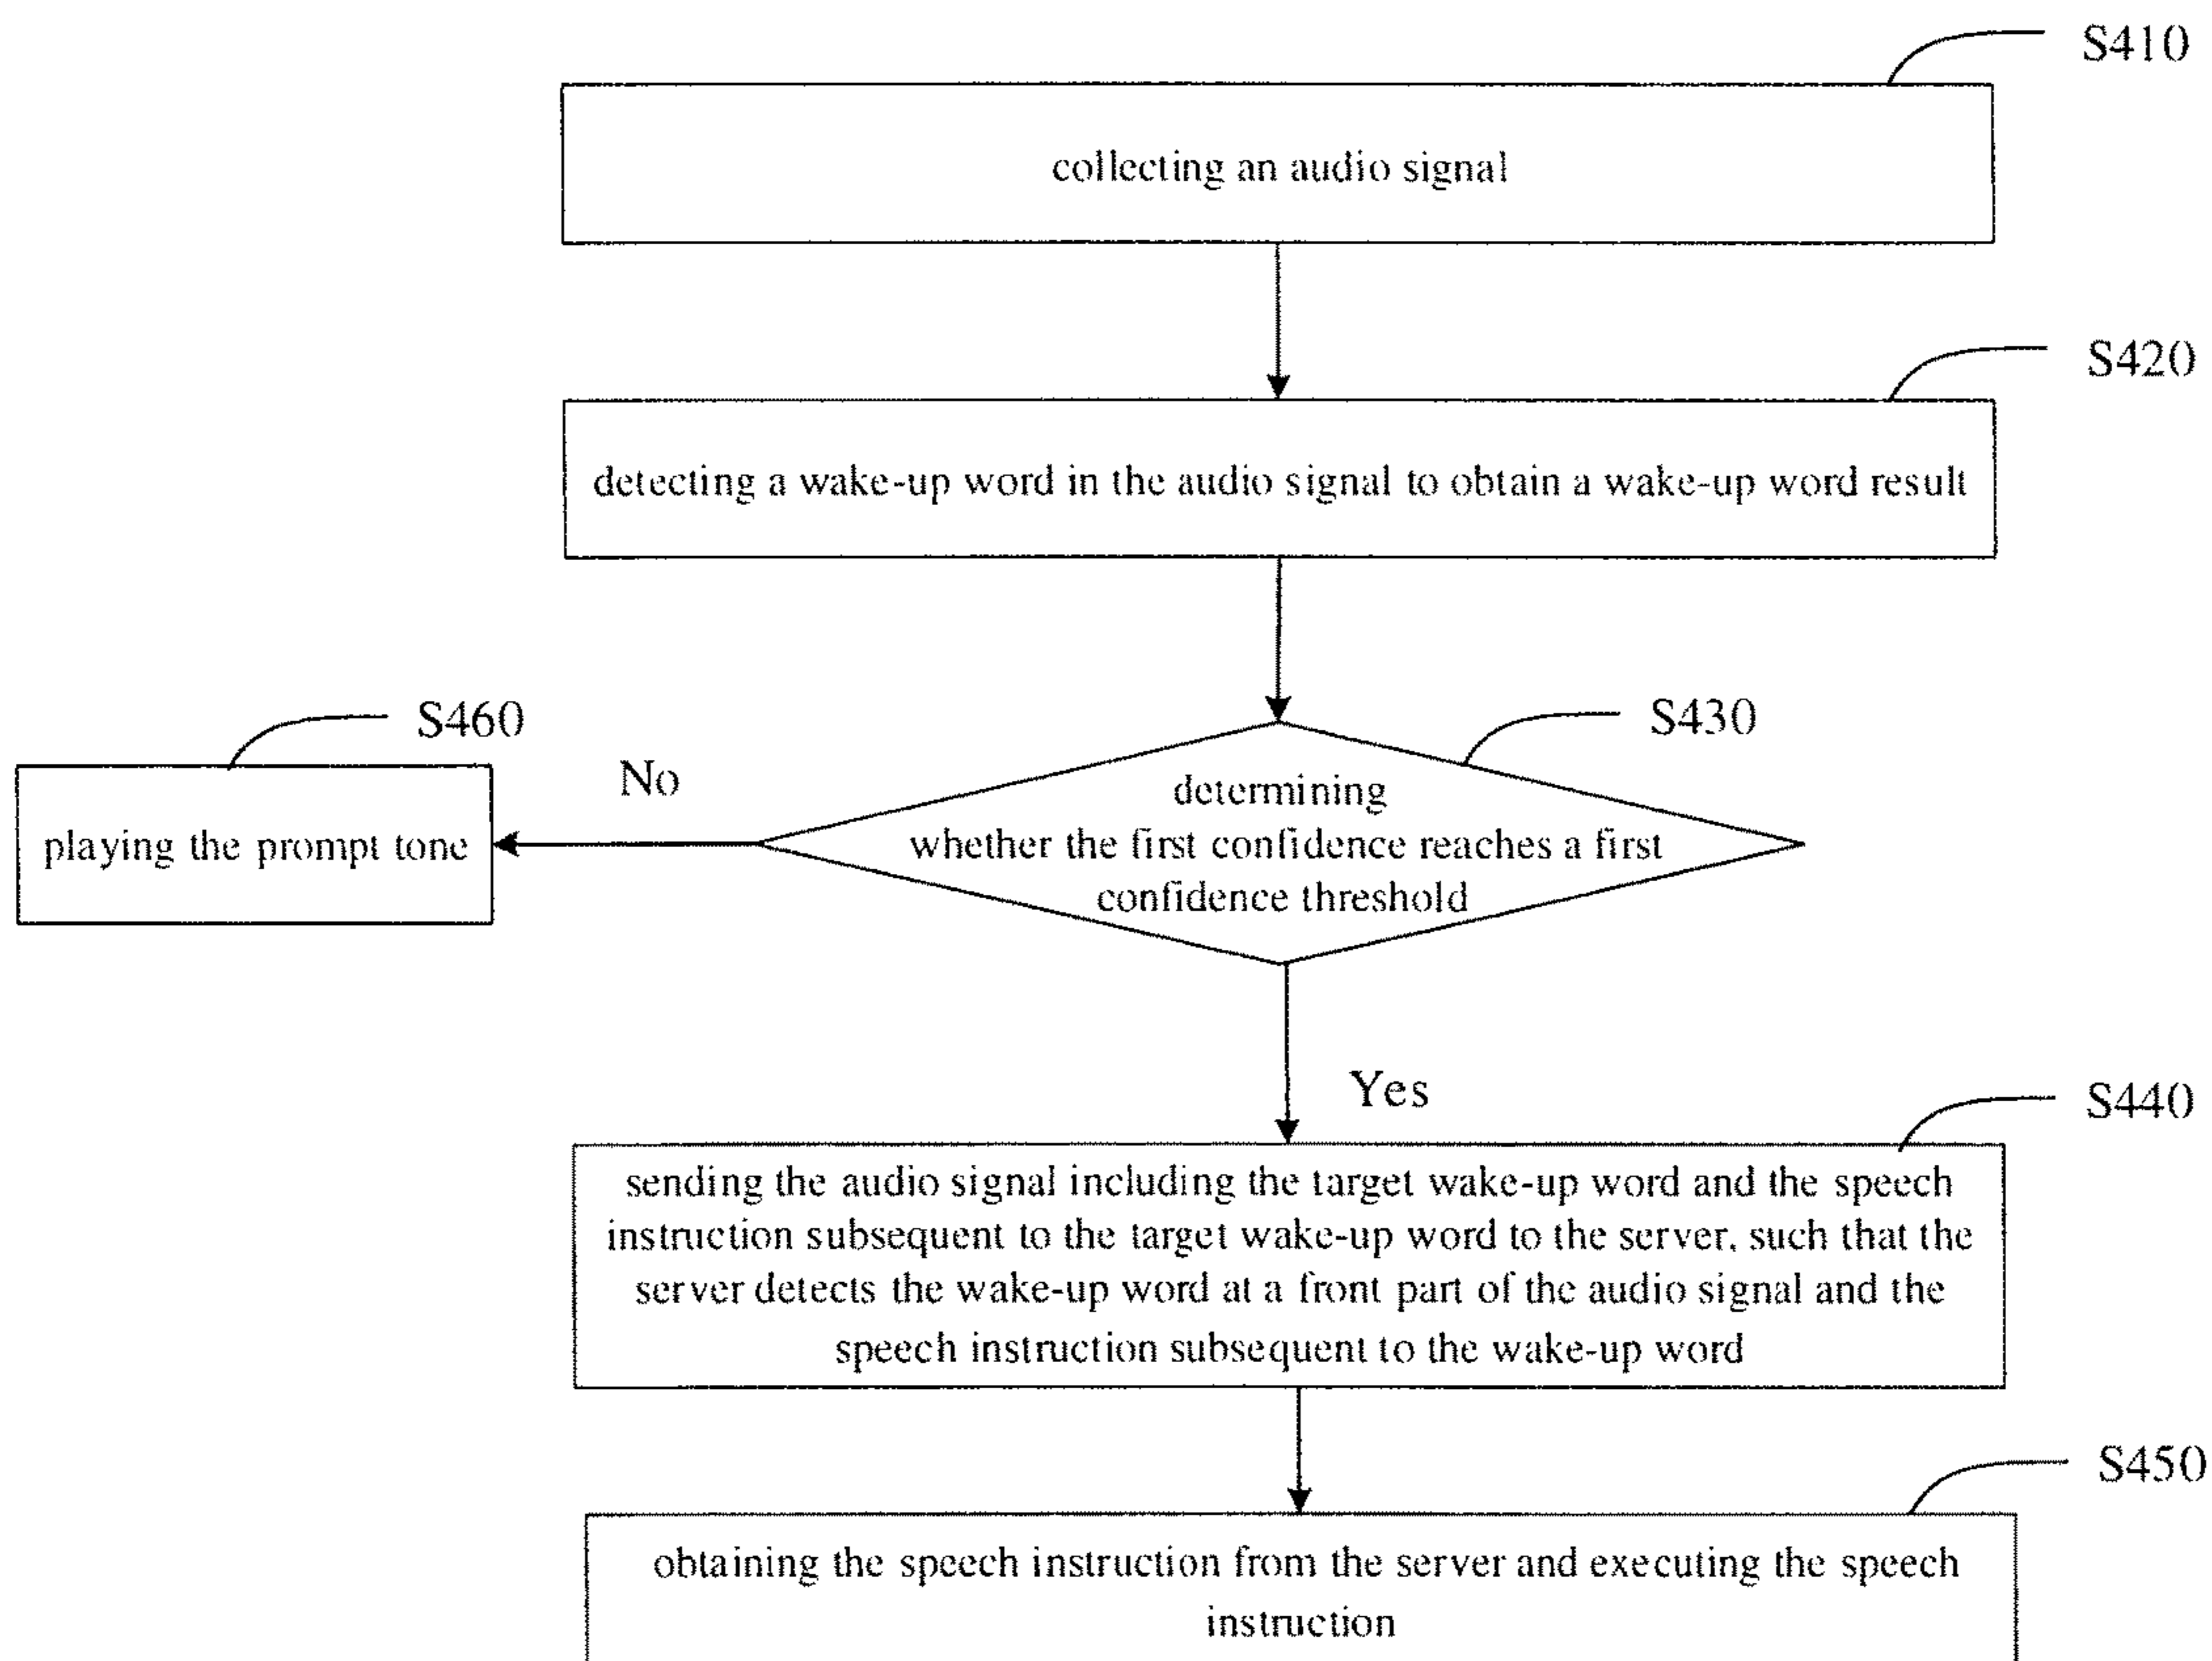 S410
collecting an audio signal
S420
detecting a wake-up word in the audio signal to obtain a wake-up word result
S460
S430
No
playing the prompt tone
determining
whether the first confidence reaches a first
confidence threshold
Yes
S440
sending the audio signal including the target wake-up word and the speech
instruction subsequent to the target wake-up word to the server, such that the
server detects the wake-up word at a front part of the audio signal and the
speech instruction subsequent to the wake-up word
S450
obtaining the speech instruction from the server and executing the speech
instruction